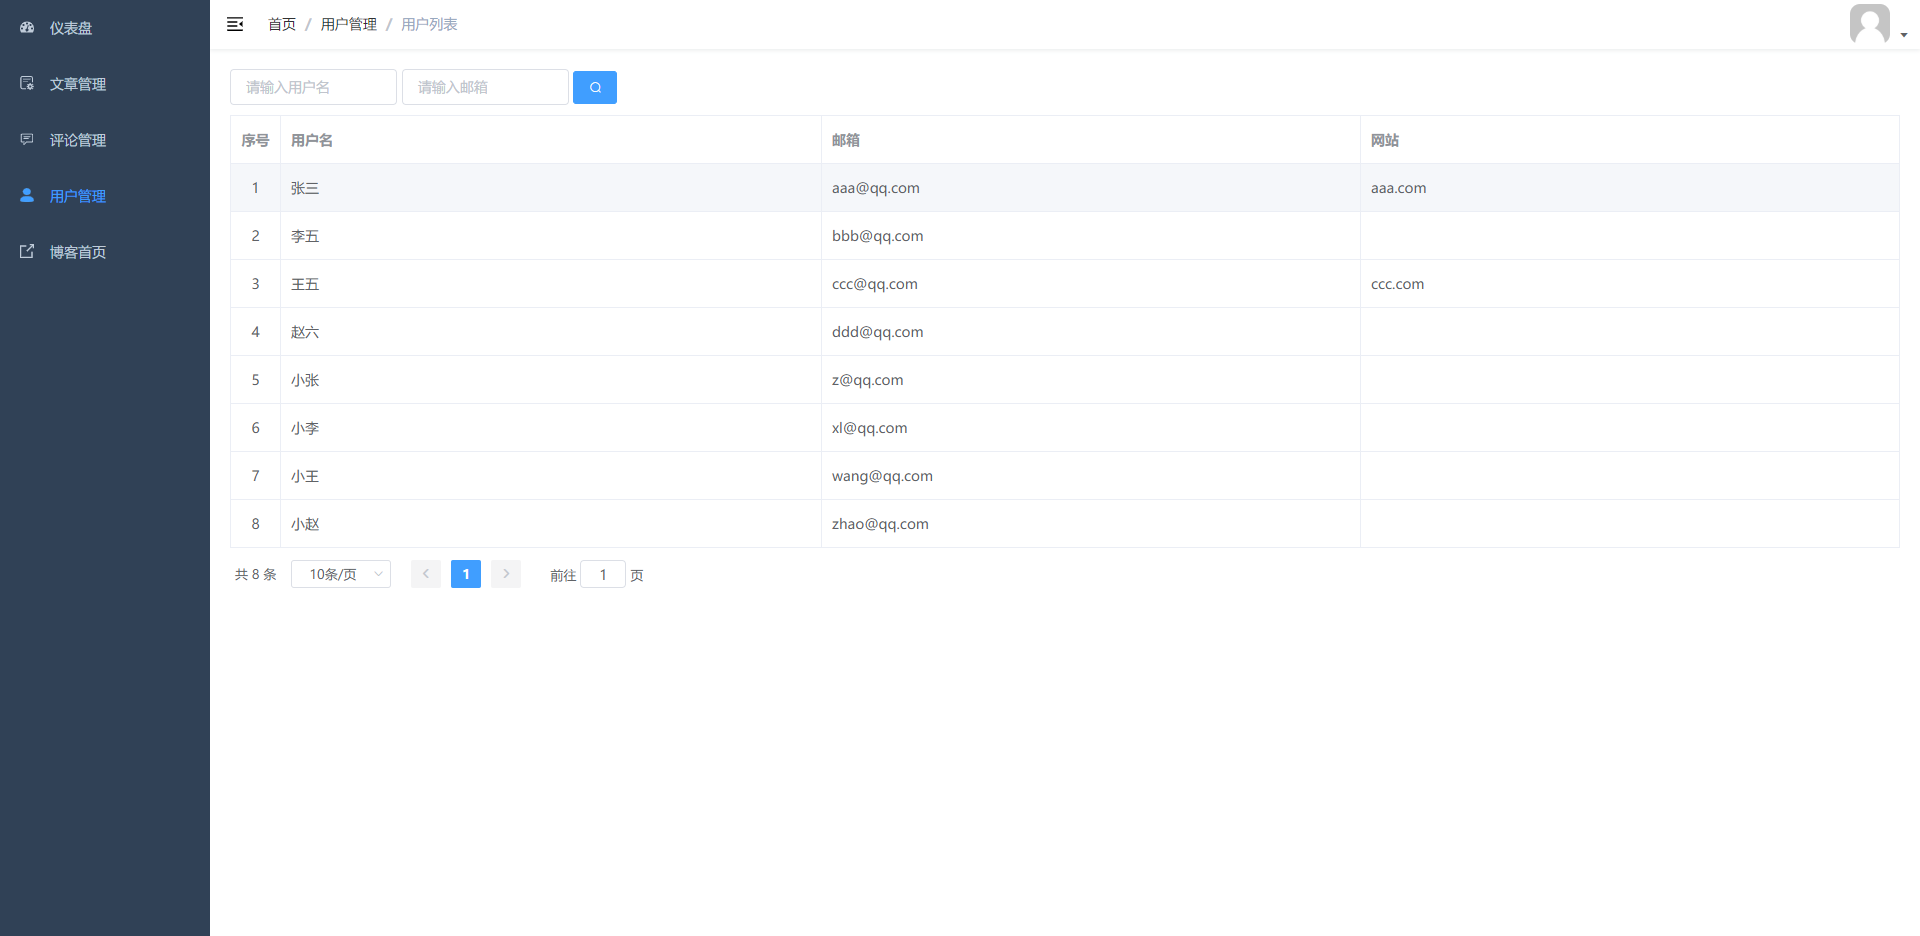 仪表盘
文章管理
评论管理
用户管理
博客首页
首页 / 用户管理 / 用户列表
请输入用户名 请输入邮箱
序号 用户名 邮箱 网站
1 张三 aaa@qq.com aaa.com
2 李五 bbb@qq.com
3 王五 ccc@qq.com ccc.com
4 赵六 ddd@qq.com
5 小张 z@qq.com
6 小李 xl@qq.com
7 小王 wang@qq.com
8 小赵 zhao@qq.com
共 8 条 10条/页 1 前往 1 页